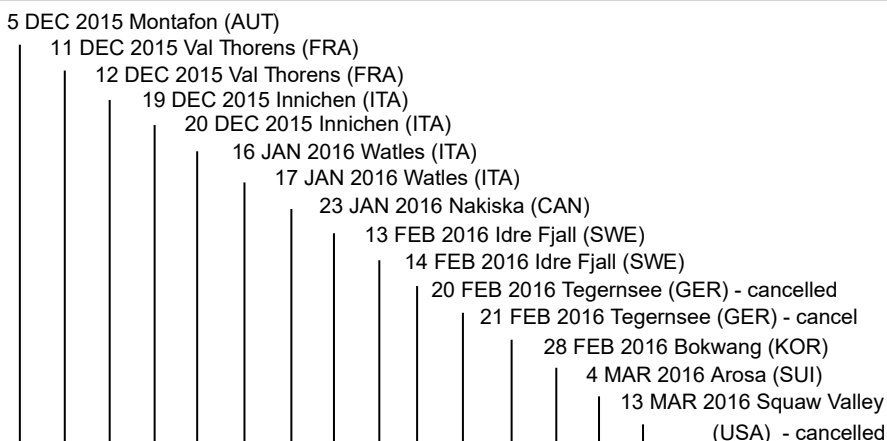 5 DEC 2015 Montafon (AUT)
11 DEC 2015 Val Thorens (FRA)
12 DEC 2015 Val Thorens (FRA)
19 DEC 2015 Innichen (ITA)
20 DEC 2015 Innichen (ITA)
16 JAN 2016 Watles (ITA)
17 JAN 2016 Watles (ITA)
23 JAN 2016 Nakiska (CAN)
13 FEB 2016 Idre Fjall (SWE)
14 FEB 2016 Idre Fjall (SWE)
20 FEB 2016 Tegernsee (GER) - cancelled
21 FEB 2016 Tegernsee (GER) - cancel
28 FEB 2016 Bokwang (KOR)
4 MAR 2016 Arosa (SUI)
13 MAR 2016 Squaw Valley
(USA) - cancelled